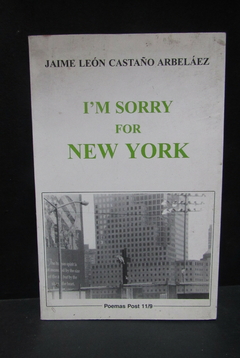 JAIME LEÓN CASTAÑO ARBELÁEZ
I'M SORRY
FOR
NEW YORK
Poemas Post 11/9